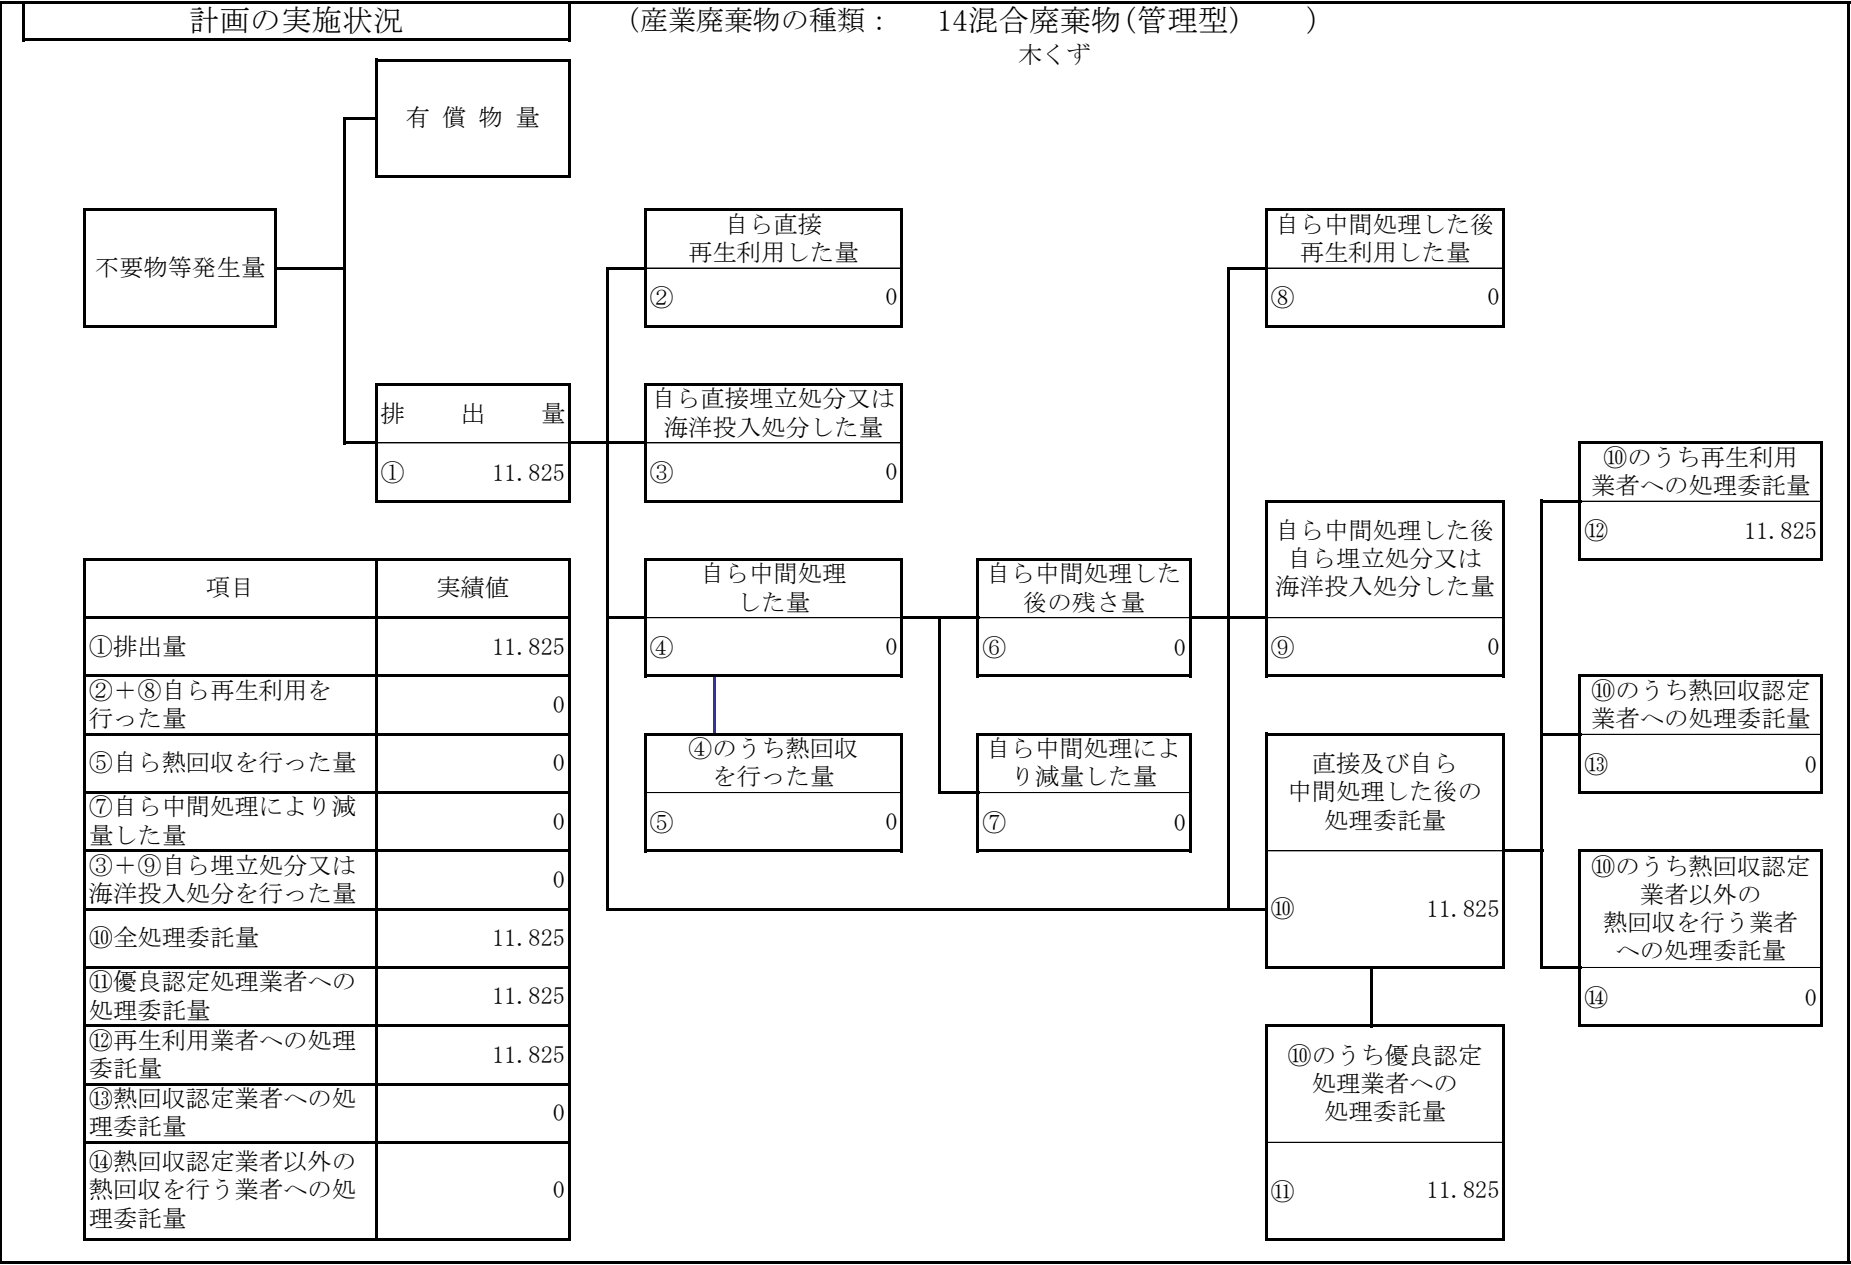 計画の実施状況
(産業廃棄物の種類： 14混合廃棄物(管理型) )
木くず
有償物量
不要物等発生量
自ら直接
再生利用した量
② 0
自ら中間処理した後
再生利用した量
⑧ 0
排出量
① 11.825
自ら直接埋立処分又は
海洋投入処分した量
③ 0
⑩のうち再生利用
業者への処理委託量
⑫ 11.825
自ら中間処理した後
自ら埋立処分又は
海洋投入処分した量
⑨ 0
自ら中間処理
した量
④ 0
自ら中間処理した
後の残さ量
⑥ 0
⑩のうち熱回収認定
業者への処理委託量
⑬ 0
④のうち熱回収
を行った量
⑤ 0
自ら中間処理によ
り減量した量
⑦ 0
直接及び自ら
中間処理した後の
処理委託量
⑩ 11.825
⑩のうち熱回収認定
業者以外の
熱回収を行う業者
への処理委託量
⑭ 0
⑩のうち優良認定
処理業者への
処理委託量
⑪ 11.825
項目 実績値
①排出量 11.825
②＋⑧自ら再生利用を
行った量 0
⑤自ら熱回収を行った量 0
⑦自ら中間処理により減
量した量 0
③＋⑨自ら埋立処分又は
海洋投入処分を行った量 0
⑩全処理委託量 11.825
⑪優良認定処理業者への
処理委託量 11.825
⑫再生利用業者への処理
委託量 11.825
⑬熱回収認定業者への処
理委託量 0
⑭熱回収認定業者以外の
熱回収を行う業者への処
理委託量 0